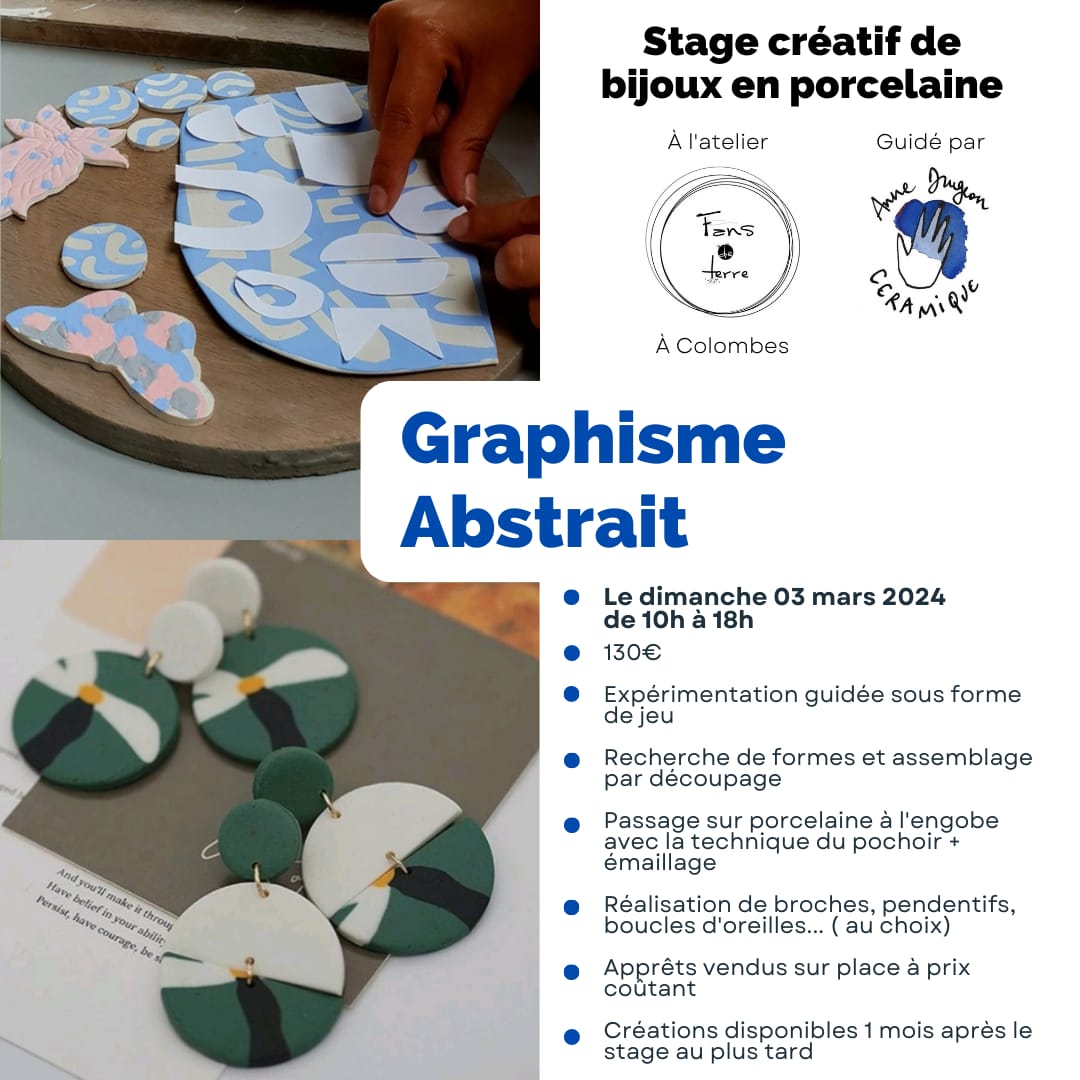 Stage créatif de
bijoux en porcelaine
À l'atelier
Guidé par
Fans
terre
Anne Jugeon
CÉRAMIQUE
À Colombes
Graphisme
Abstrait
Le dimanche 03 mars 2024
de 10h à 18h
130€
Expérimentation guidée sous forme
de jeu
Recherche de formes et assemblage
par découpage
Passage sur porcelaine à l'engobe
avec la technique du pochoir +
émaillage
Réalisation de broches, pendentifs,
boucles d'oreilles... ( au choix)
Apprêts vendus sur place à prix
coûtant
Créations disponibles 1 mois après le
stage au plus tard
And you'll make it throu
Have belief in your ability
Persist, have courage, be s